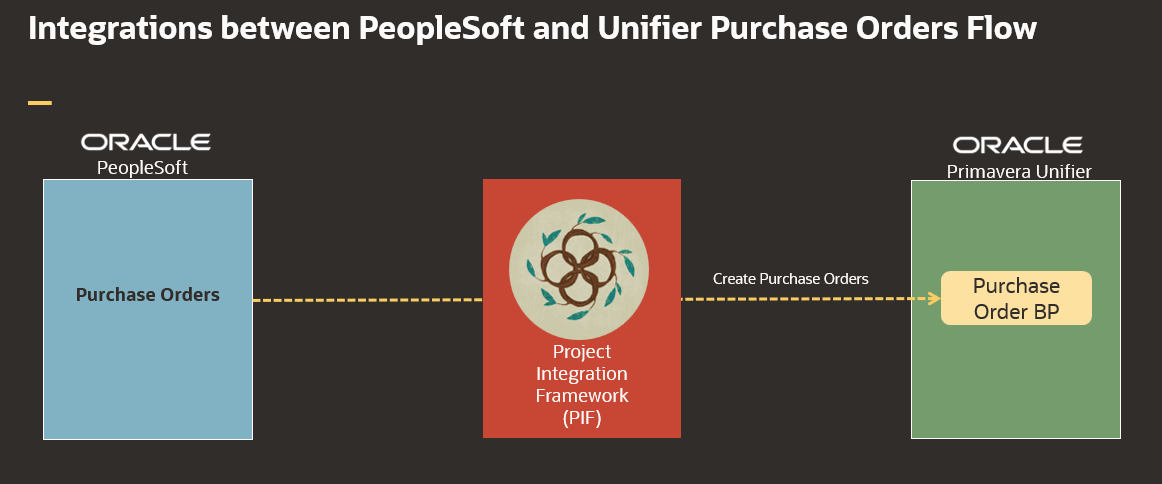 Integrations between PeopleSoft and Unifier Purchase Orders Flow
ORACLE
PeopleSoft
ORACLE
Primavera Unifier
Purchase Orders
Project
Integration
Framework
(PIF)
Create Purchase Orders
Purchase
Order BP